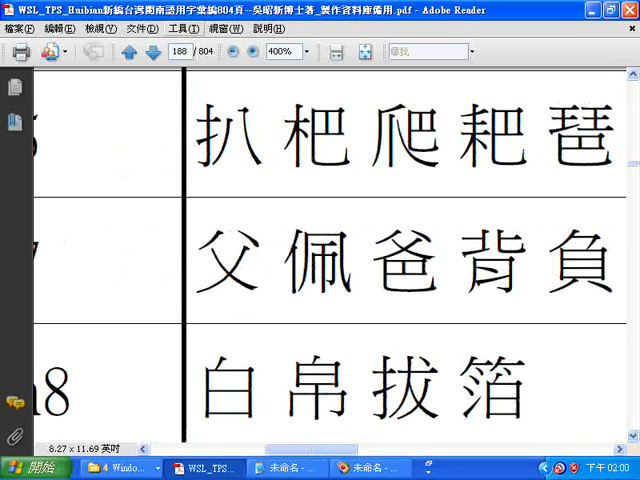 WSL_TPS_Huibian新編台灣閩南語用字彙編804頁--吳昭新博士著_製作資料庫備用.pdf - Adobe Reader
檔案(F) 編輯(E) 檢視(V) 文件(D) 工具(I) 視窗(W) 說明(H)
188 / 804 400% 尋找
扒 杷 爬 耙 琶
父 佩 爸 背 負
8 白 帛 拔 箔
8.27 x 11.69 英吋
開始 4 Windo... WSL_TPS... 未命名 - ... 未命名 - ... 下午 02:00